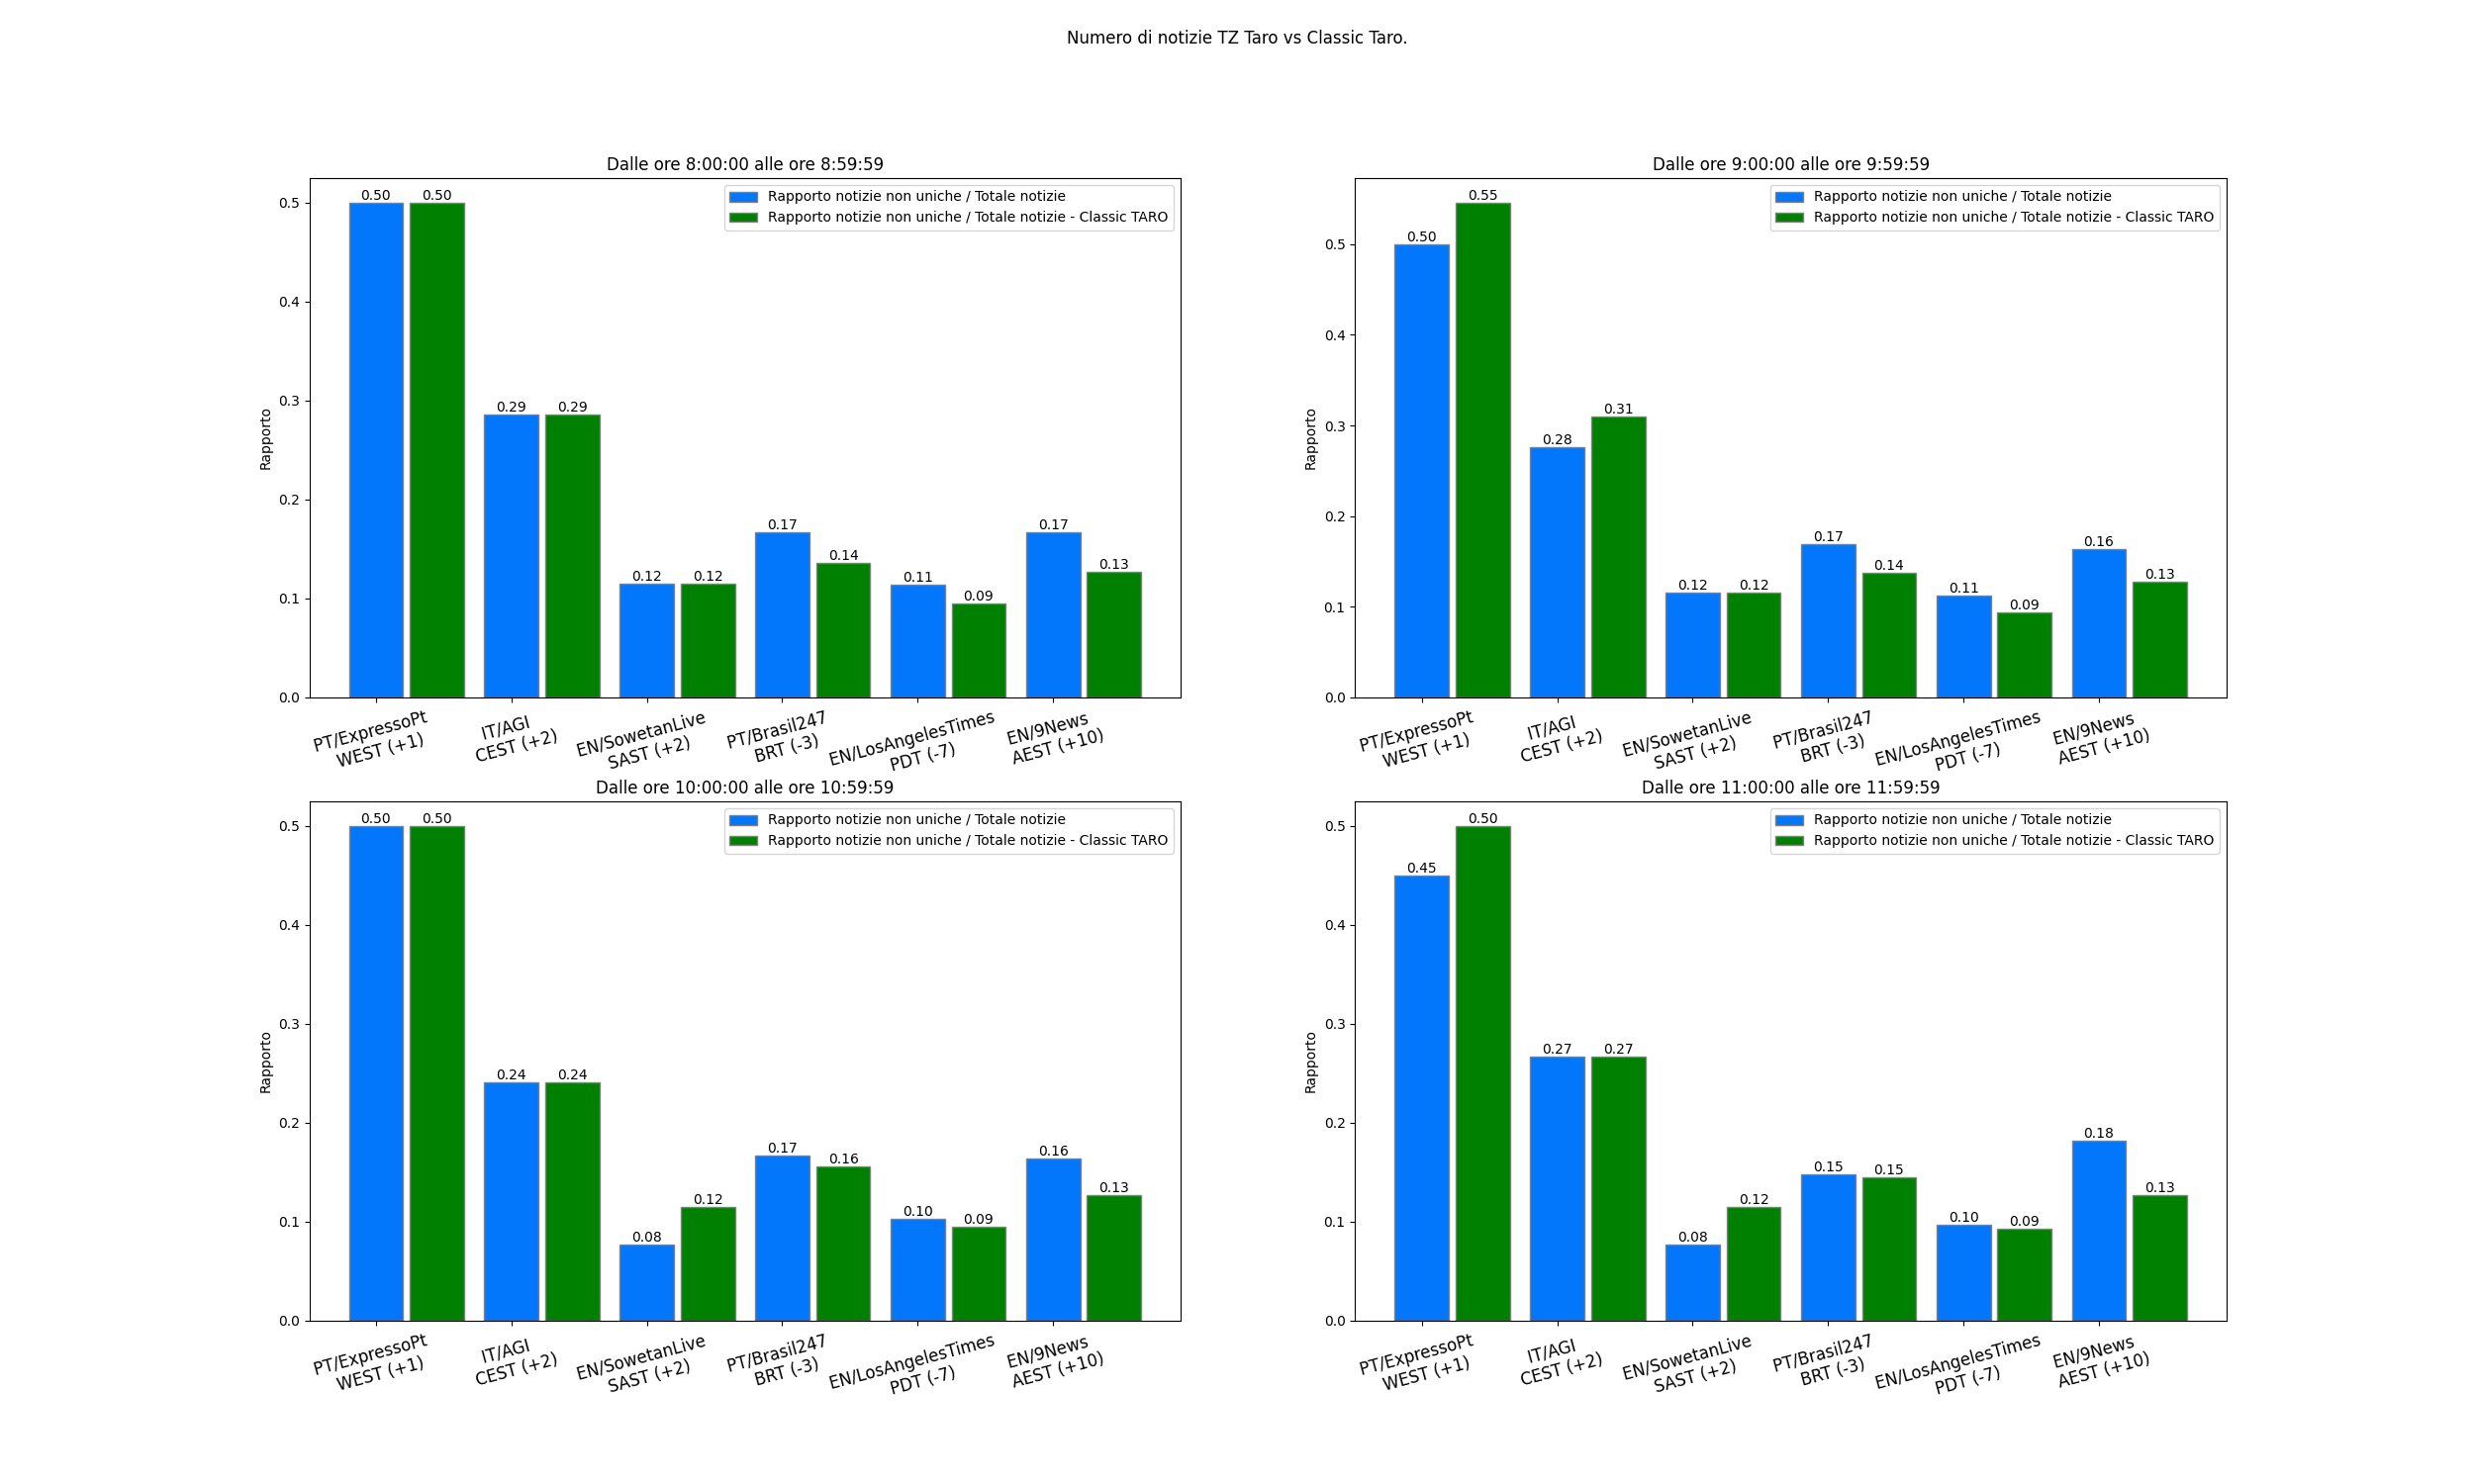 Numero di notizie TZ Taro vs Classic Taro.
Dalle ore 8:00:00 alle ore 8:59:59
Rapporto notizie non uniche / Totale notizie
Rapporto notizie non uniche / Totale notizie - Classic TARO
Rapporto
0.5
0.4
0.3
0.2
0.1
0.0
0.50
0.50
0.29
0.29
0.12
0.12
0.17
0.14
0.11
0.09
0.17
0.13
PT/ExpressoPt
WEST (+1)
IT/AGI
CEST (+2)
EN/SowetanLive
SAST (+2)
PT/Brasil247
BRT (-3)
EN/LosAngelesTimes
PDT (-7)
EN/9News
AEST (+10)
Dalle ore 9:00:00 alle ore 9:59:59
Rapporto notizie non uniche / Totale notizie
Rapporto notizie non uniche / Totale notizie - Classic TARO
Rapporto
0.5
0.4
0.3
0.2
0.1
0.0
0.50
0.55
0.28
0.31
0.12
0.12
0.17
0.14
0.11
0.09
0.16
0.13
PT/ExpressoPt
WEST (+1)
IT/AGI
CEST (+2)
EN/SowetanLive
SAST (+2)
PT/Brasil247
BRT (-3)
EN/LosAngelesTimes
PDT (-7)
EN/9News
AEST (+10)
Dalle ore 10:00:00 alle ore 10:59:59
Rapporto notizie non uniche / Totale notizie
Rapporto notizie non uniche / Totale notizie - Classic TARO
Rapporto
0.5
0.4
0.3
0.2
0.1
0.0
0.50
0.50
0.24
0.24
0.08
0.12
0.17
0.16
0.10
0.09
0.16
0.13
PT/ExpressoPt
WEST (+1)
IT/AGI
CEST (+2)
EN/SowetanLive
SAST (+2)
PT/Brasil247
BRT (-3)
EN/LosAngelesTimes
PDT (-7)
EN/9News
AEST (+10)
Dalle ore 11:00:00 alle ore 11:59:59
Rapporto notizie non uniche / Totale notizie
Rapporto notizie non uniche / Totale notizie - Classic TARO
Rapporto
0.5
0.4
0.3
0.2
0.1
0.0
0.45
0.50
0.27
0.27
0.08
0.12
0.15
0.15
0.10
0.09
0.18
0.13
PT/ExpressoPt
WEST (+1)
IT/AGI
CEST (+2)
EN/SowetanLive
SAST (+2)
PT/Brasil247
BRT (-3)
EN/LosAngelesTimes
PDT (-7)
EN/9News
AEST (+10)